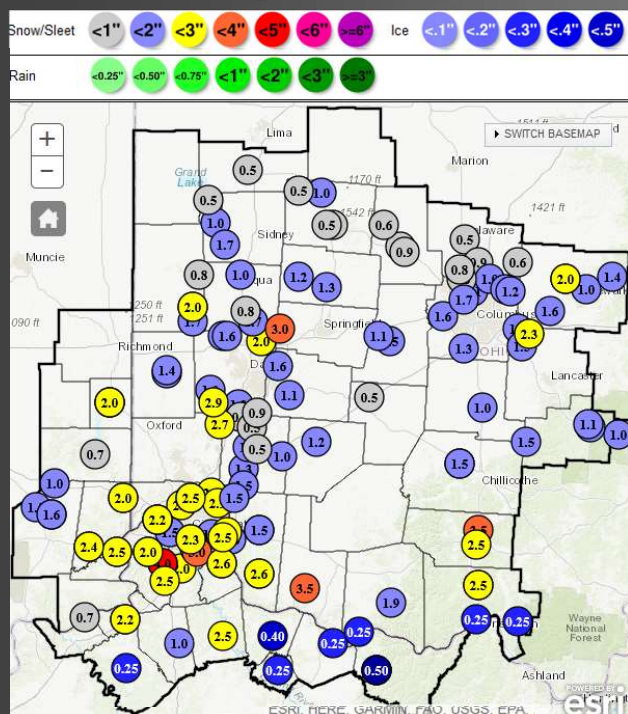 Snow/Sleet <1" <2" <3" <4" <5" <6" >=6" Ice <.1" <.2" <.3" <.4" <.5"
Rain <0.25" <0.50" <0.75" <1" <2" <3" >=3"
+
−
SWITCH BASEMAP
Lima
Marion
Grand
Lake
1170 ft
1542 ft
1421 ft
Sidney
Muncie
1250 ft
1251 ft
Richmond
Springfield
Columbus
OHIO
Lancaster
Oxford
Chillicothe
Wayne
National
Forest
Ashland
0.5
0.5
1.0
0.5
1.0
0.5
0.6
1.7
0.5
0.9
0.9
0.6
0.8
1.0
1.2
1.3
0.8
1.2
2.0
1.0
1.4
2.0
0.8
1.7
1.6
1.6
3.0
1.6
2.0
1.1
1.3
2.3
1.4
1.6
2.0
2.9
1.1
0.5
1.0
2.7
0.9
1.1
1.0
0.7
0.5
1.0
1.2
1.5
1.5
1.0
1.6
2.0
2.5
1.5
2.2
2.3
2.5
1.5
2.4
2.5
2.0
2.5
2.5
2.6
2.6
3.5
2.5
1.9
0.7
2.2
1.0
2.5
0.40
0.25
0.25
0.25
0.25
0.25
0.25
0.50
ESRI, HERE, GARMIN, FAO, USGS, EPA,
POWERED BY
esri